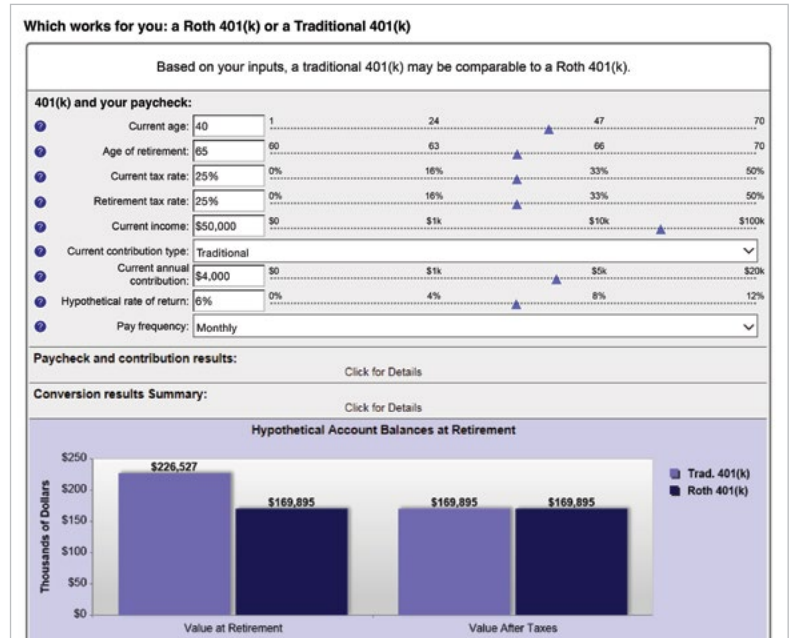 Which works for you: a Roth 401(k) or a Traditional 401(k)
Based on your inputs, a traditional 401(k) may be comparable to a Roth 401(k).
401(k) and your paycheck:
? Current age: 40 1 24 47 70
? Age of retirement: 65 60 63 66 70
? Current tax rate: 25% 0% 16% 33% 50%
? Retirement tax rate: 25% 0% 16% 33% 50%
? Current income: $50,000 $0 $1k $10k $100k
? Current contribution type: Traditional
? Current annual
contribution: $4,000 $0 $1k $5k $20k
? Hypothetical rate of return: 6% 0% 4% 8% 12%
? Pay frequency: Monthly
Paycheck and contribution results:
Click for Details
Conversion results Summary:
Click for Details
Hypothetical Account Balances at Retirement
Thousands of Dollars
$250
$200
$150
$100
$50
$0
$226,527 $169,895 $169,895 $169,895
Value at Retirement Value After Taxes
Trad. 401(k)
Roth 401(k)